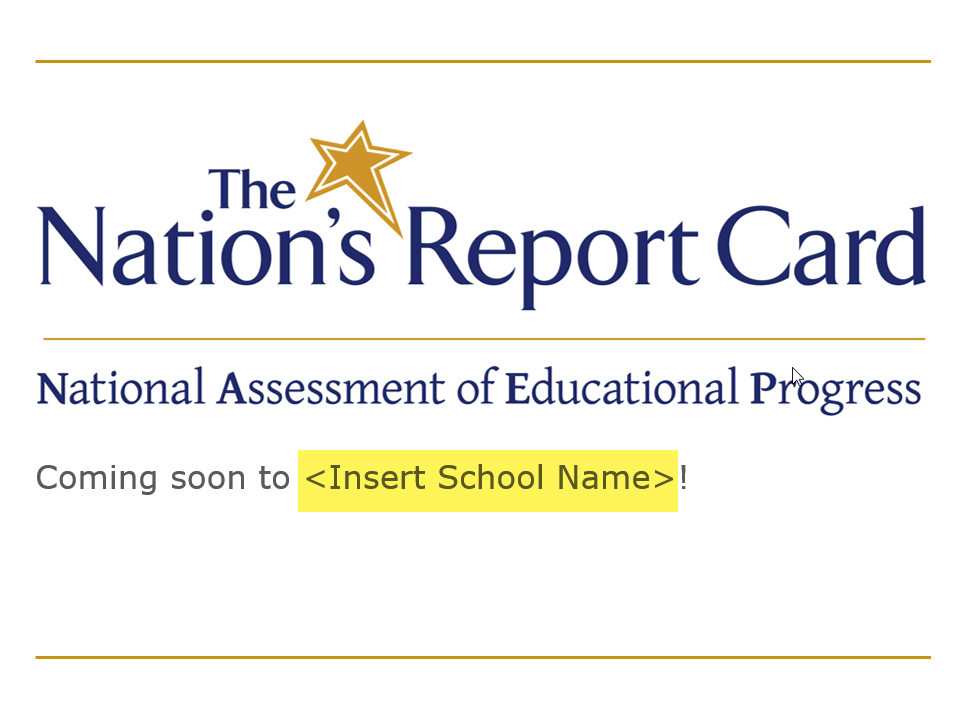 The
Nation's Report Card
National Assessment of Educational Progress
Coming soon to <Insert School Name>!